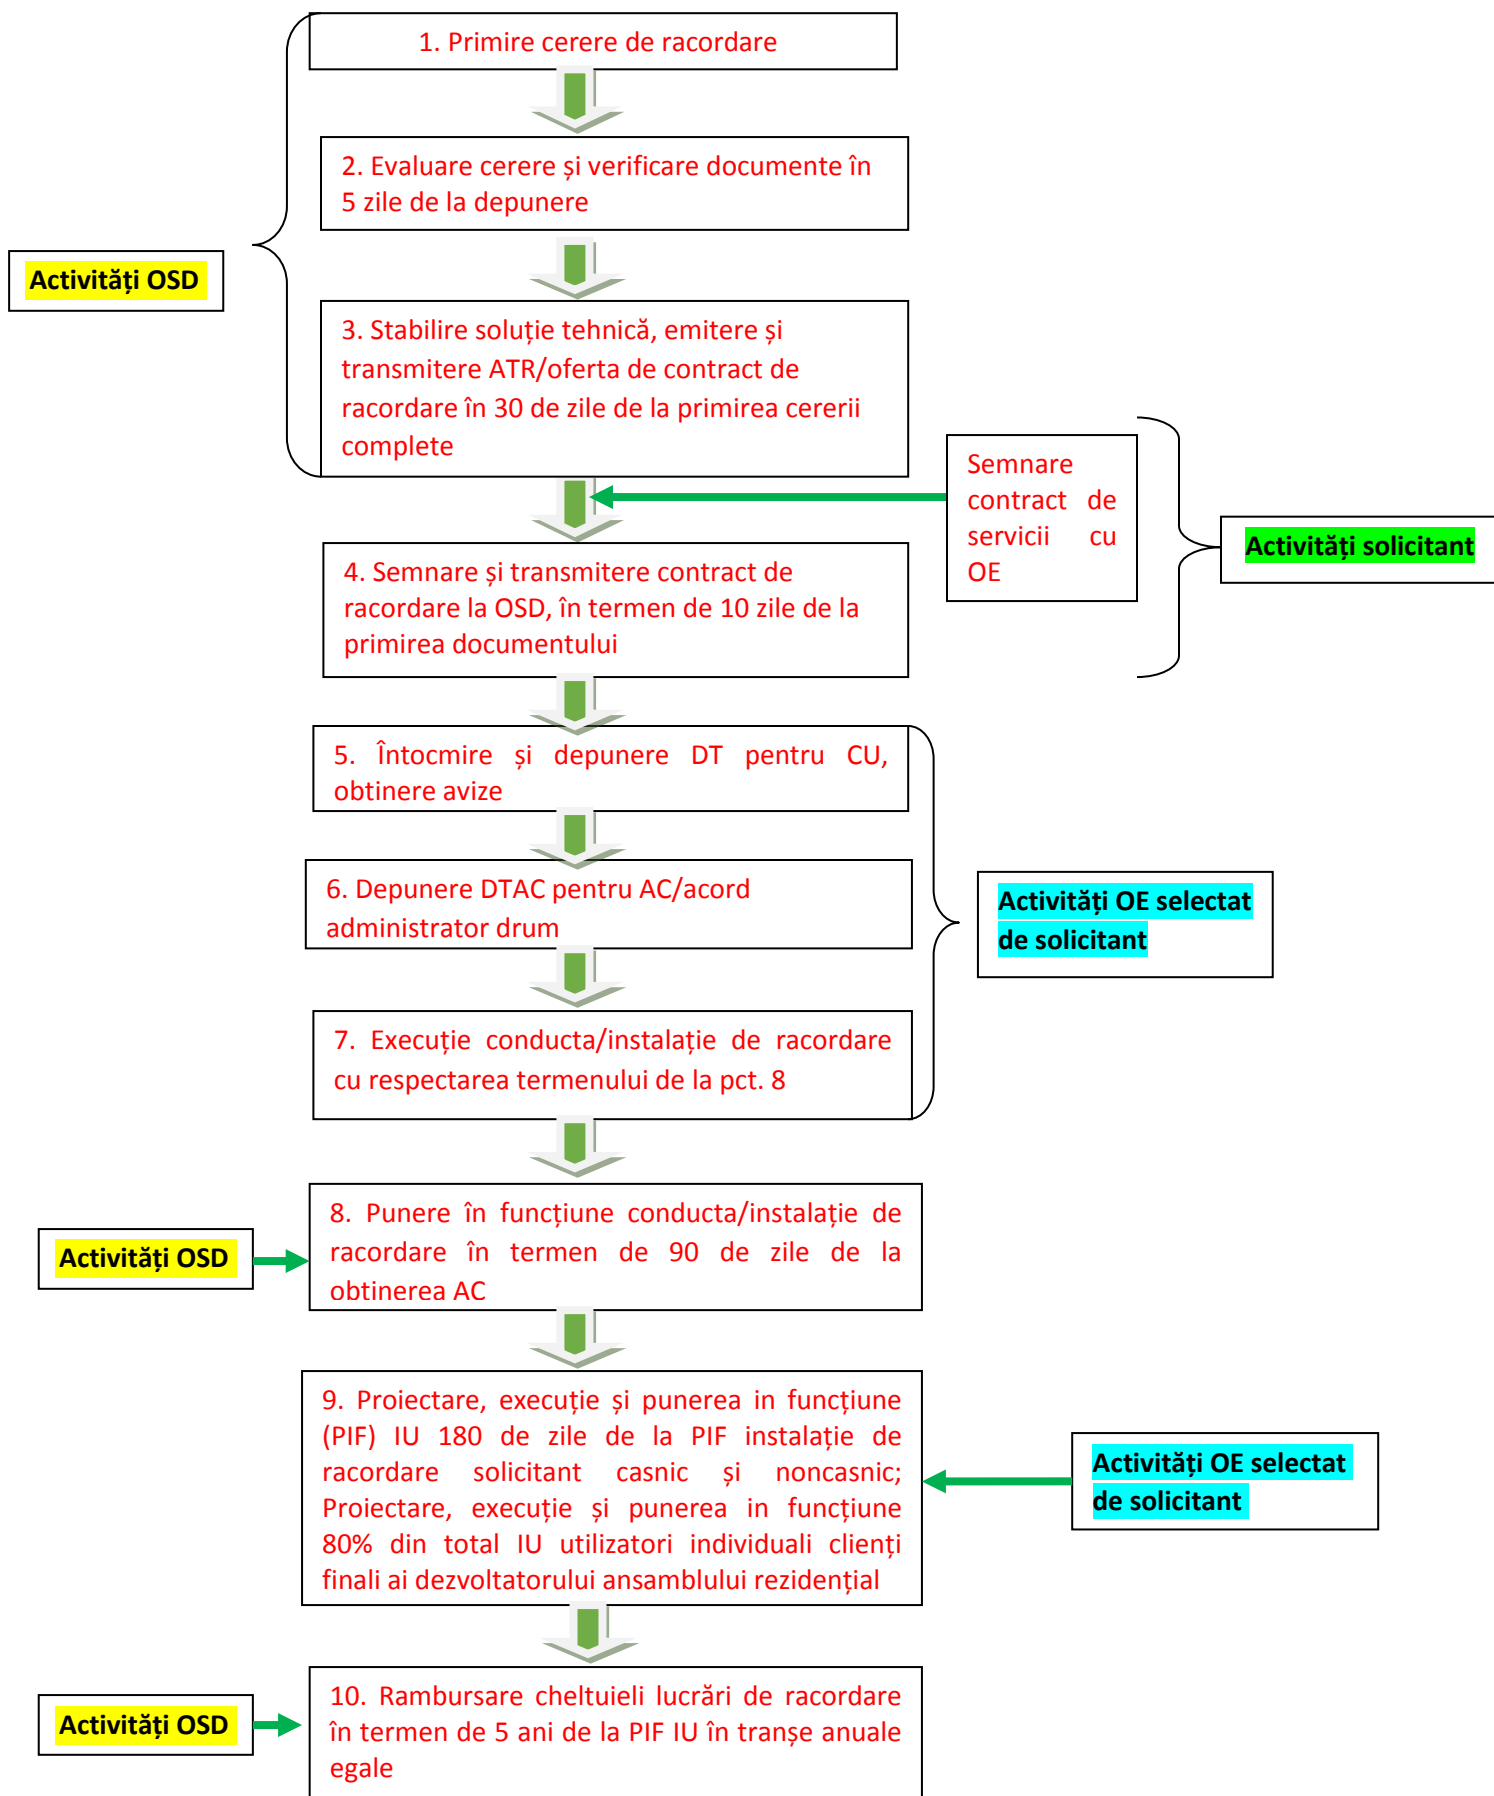 1. Primire cerere de racordare
2. Evaluare cerere și verificare documente în
5 zile de la depunere
Activități OSD
3. Stabilire soluție tehnică, emitere și
transmitere ATR/oferta de contract de
racordare în 30 de zile de la primirea cererii
complete
Semnare
contract de
servicii cu
OE
Activități solicitant
4. Semnare și transmitere contract de
racordare la OSD, în termen de 10 zile de la
primirea documentului
5. Întocmire și depunere DT pentru CU,
obtinere avize
6. Depunere DTAC pentru AC/acord
administrator drum
Activități OE selectat
de solicitant
7. Execuție conducta/instalație de racordare
cu respectarea termenului de la pct. 8
8. Punere în funcțiune conducta/instalație de
racordare în termen de 90 de zile de la
obtinerea AC
Activități OSD
9. Proiectare, execuție și punerea in funcțiune
(PIF) IU 180 de zile de la PIF instalație de
racordare solicitant casnic și noncasnic;
Proiectare, execuție și punerea in funcțiune
80% din total IU utilizatori individuali clienți
finali ai dezvoltatorului ansamblului rezidențial
Activități OE selectat
de solicitant
10. Rambursare cheltuieli lucrări de racordare
în termen de 5 ani de la PIF IU în tranșe anuale
egale
Activități OSD